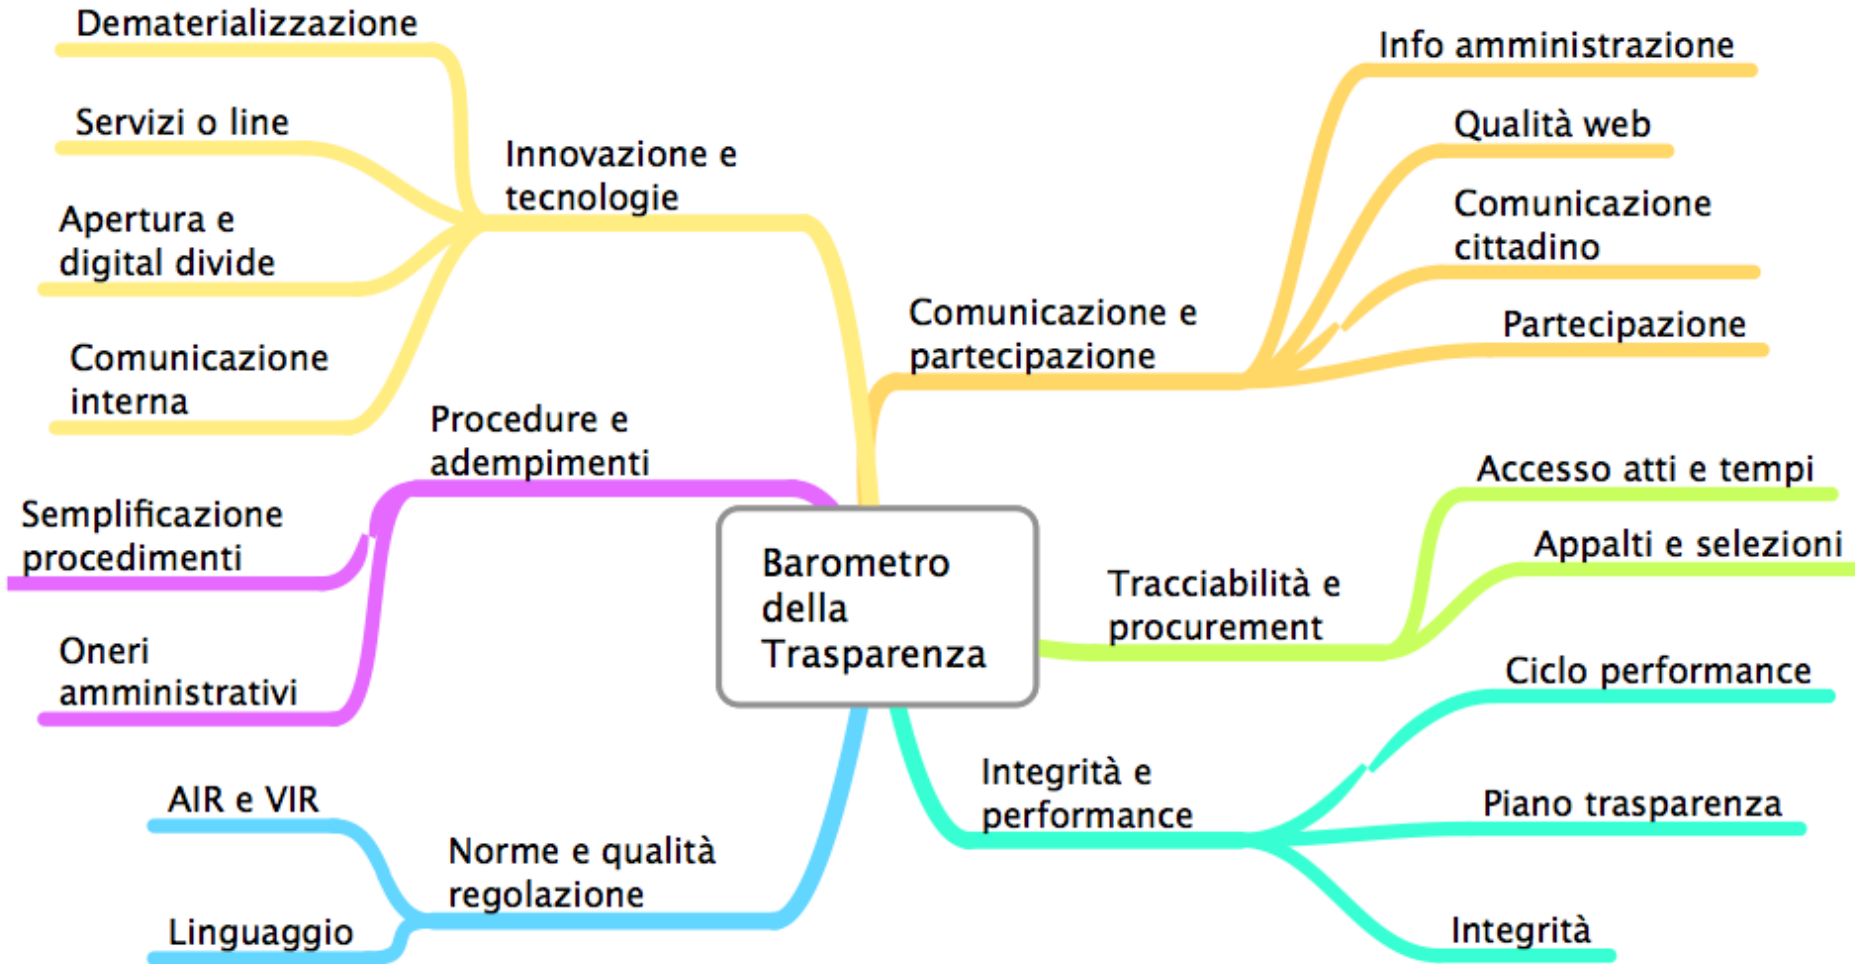 Dematerializzazione
Servizi o line
Apertura e
digital divide
Comunicazione
interna
Innovazione e
tecnologie
Info amministrazione
Qualità web
Comunicazione
cittadino
Partecipazione
Comunicazione e
partecipazione
Procedure e
adempimenti
Semplificazione
procedimenti
Oneri
amministrativi
Barometro
della
Trasparenza
Accesso atti e tempi
Appalti e selezioni
Tracciabilità e
procurement
Ciclo performance
Piano trasparenza
Integrità
Integrità e
performance
AIR e VIR
Linguaggio
Norme e qualità
regolazione